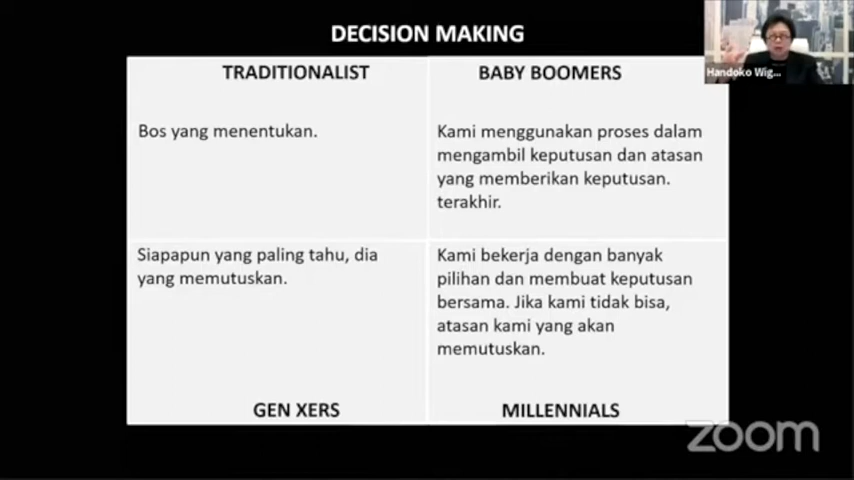 DECISION MAKING
Handoko Wig...
TRADITIONALIST
Bos yang menentukan.
BABY BOOMERS
Kami menggunakan proses dalam
mengambil keputusan dan atasan
yang memberikan keputusan.
terakhir.
Siapapun yang paling tahu, dia
yang memutuskan.
GEN XERS
Kami bekerja dengan banyak
pilihan dan membuat keputusan
bersama. Jika kami tidak bisa,
atasan kami yang akan
memutuskan.
MILLENNIALS
zoom